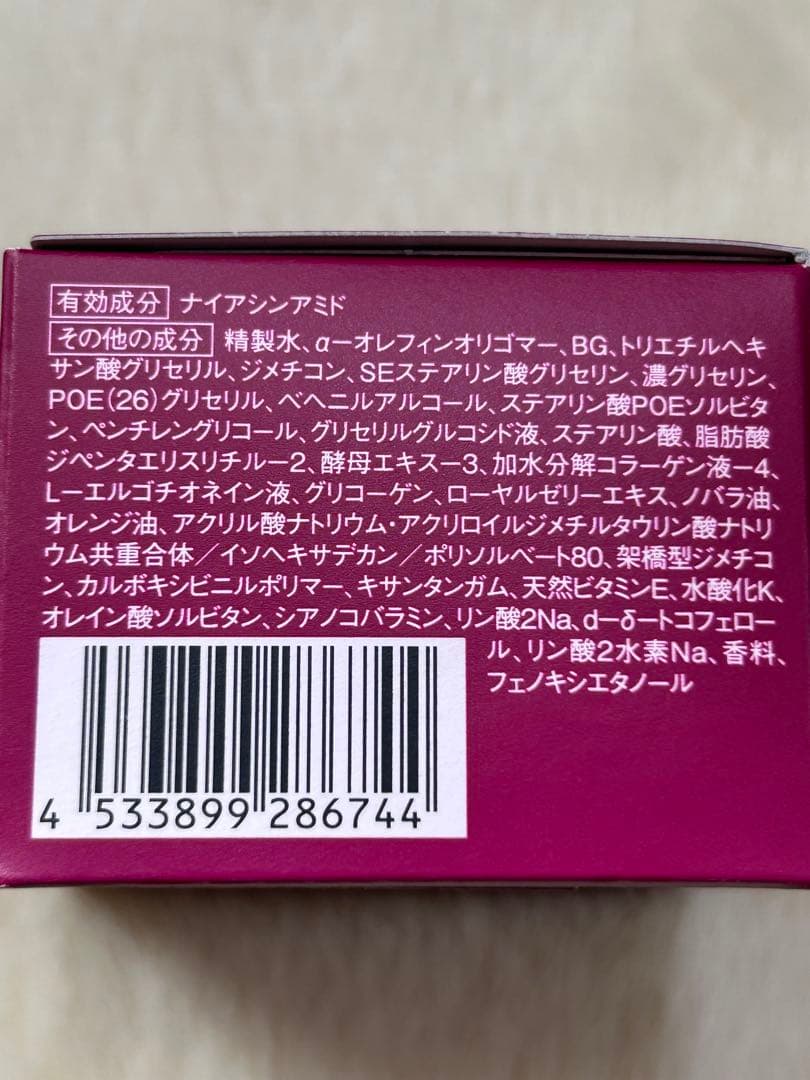 有効成分 ナイアシンアミド
その他の成分 精製水、α-オレフィンオリゴマー、BG、トリエチルヘキ
サン酸グリセリル、ジメチコン、SEステアリン酸グリセリン、濃グリセリン、
POE(26)グリセリル、ベヘニルアルコール、ステアリン酸POEソルビタ
ン、ペンチレングリコール、グリセリルグルコシド液、ステアリン酸、脂肪酸
ジペンタエリスリチル-2、酵母エキス-3、加水分解コラーゲン液-4、
L-エルゴチオネイン液、グリコーゲン、ローヤルゼリーエキス、ノバラ油、
オレンジ油、アクリル酸ナトリウム・アクリロイルジメチルタウリン酸ナトリ
ウム共重合体/イソヘキサデカン/ポリソルベート80、架橋型ジメチコ
ン、カルボキシビニルポリマー、キサンタンガム、天然ビタミンE、水酸化K、
オレイン酸ソルビタン、シアノコバラミン、リン酸2Na、d-δ-トコフェロー
ル、リン酸2水素Na、香料、
フェノキシエタノール
4 533899 286744